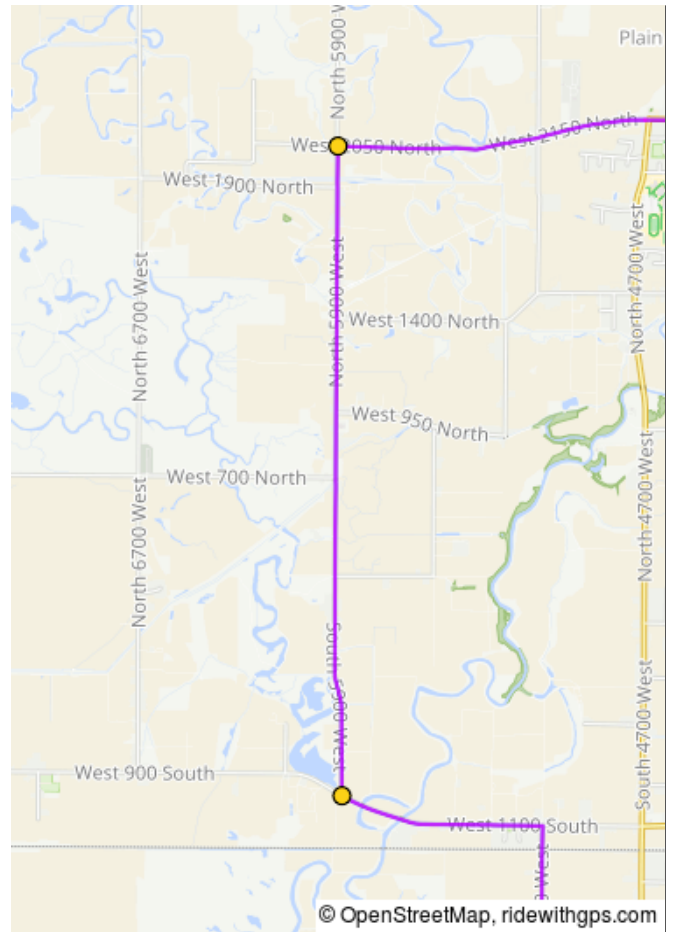 North 5900 W
Plain
West 2050 North
West 2150 North
West 1900 North
North 4700 West
North 6700 West
North 5900 West
West 1400 North
West 950 North
West 700 North
North 4700 West
North 6700 West
South 5900 West
South 4700 West
West 900 South
West 1100 South
West
© OpenStreetMap, ridewithgps.com